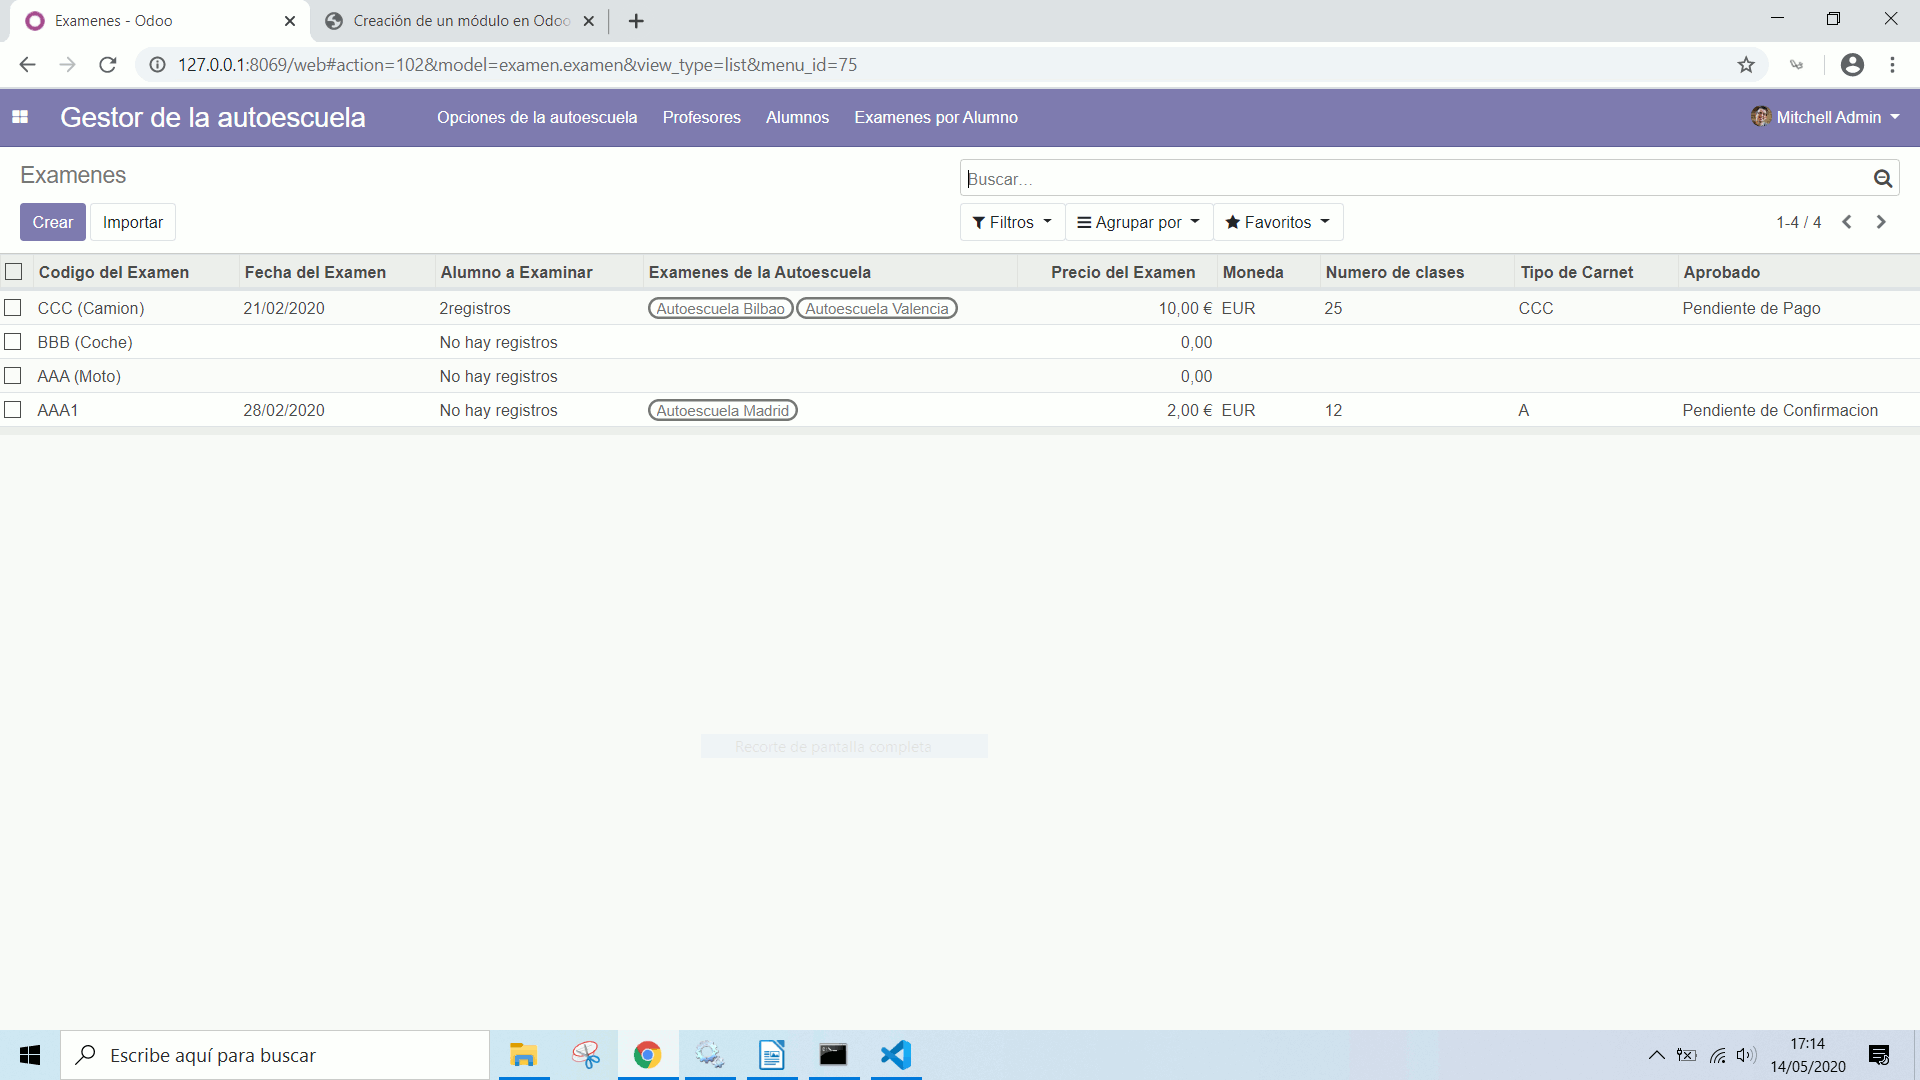 Examenes - Odoo
Creación de un módulo en Odoo
127.0.0.1:8069/web#action=102&model=examen.examen&view_type=list&menu_id=75
Gestor de la autoescuela Opciones de la autoescuela Profesores Alumnos Examenes por Alumno Mitchell Admin
Examenes Buscar...
Crear Importar Filtros Agrupar por Favoritos 1-4 / 4
Codigo del Examen Fecha del Examen Alumno a Examinar Examenes de la Autoescuela Precio del Examen Moneda Numero de clases Tipo de Carnet Aprobado
CCC (Camion) 21/02/2020 2registros Autoescuela Bilbao Autoescuela Valencia 10,00 € EUR 25 CCC Pendiente de Pago
BBB (Coche) No hay registros 0,00
AAA (Moto) No hay registros 0,00
AAA1 28/02/2020 No hay registros Autoescuela Madrid 2,00 € EUR 12 A Pendiente de Confirmacion
Recorte de pantalla completa
Escribe aquí para buscar
17:14
14/05/2020